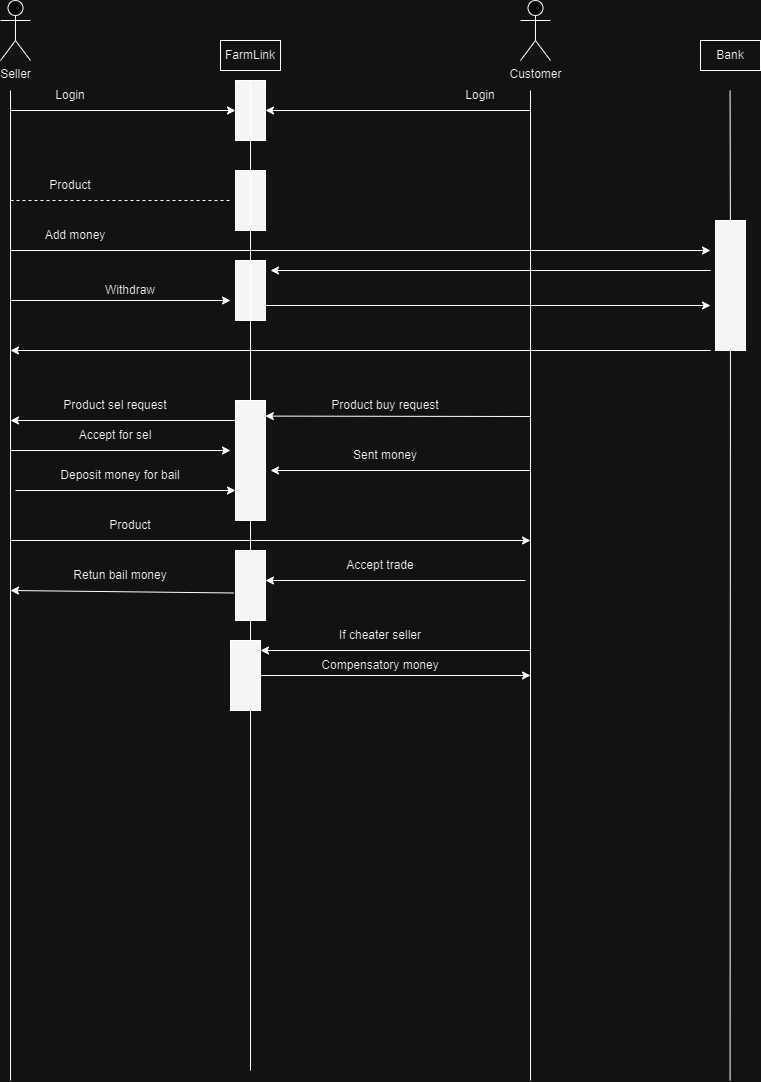 FarmLink
Bank
Seller
Customer
Login
Login
Product
Add money
Withdraw
Product sel request
Product buy request
Accept for sel
Sent money
Deposit money for bail
Product
Accept trade
Retun bail money
If cheater seller
Compensatory money